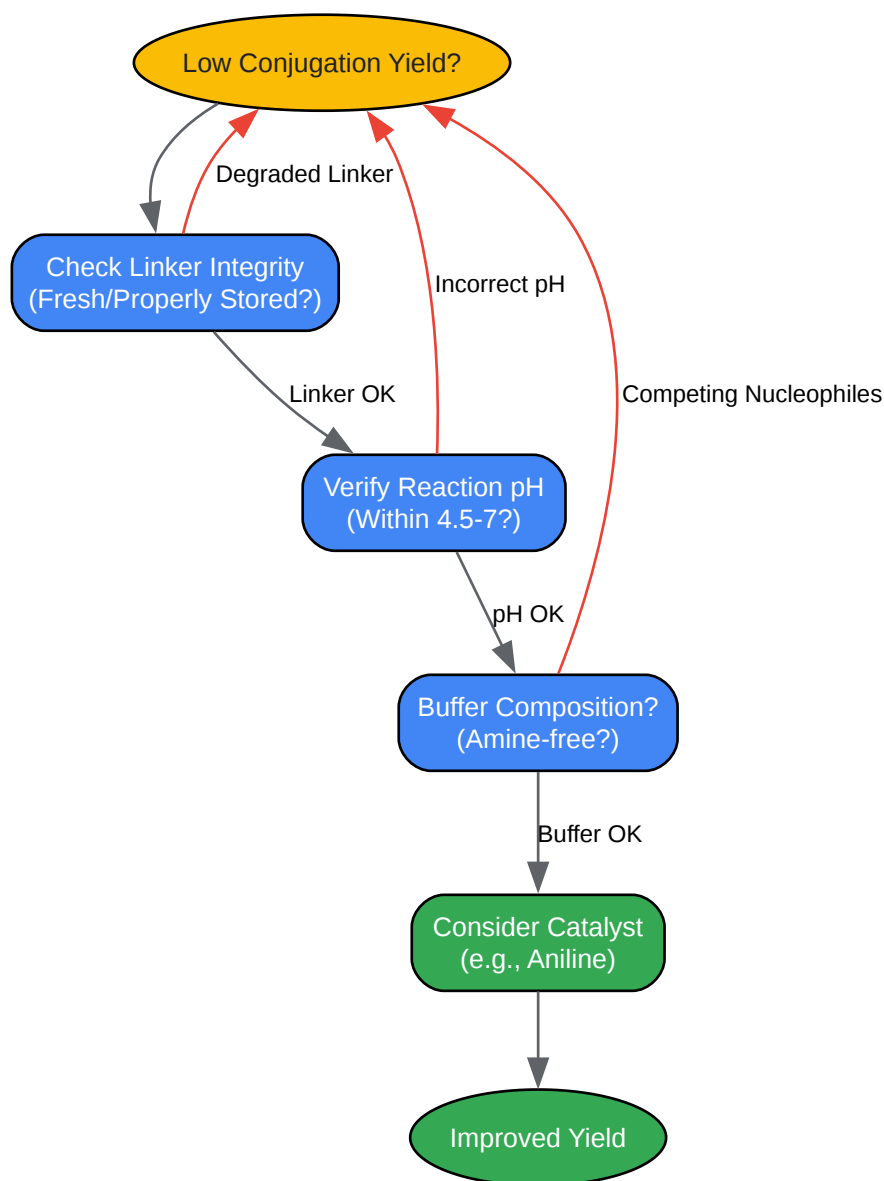 Low Conjugation Yield?
Degraded Linker
Check Linker Integrity
(Fresh/Properly Stored?)
Incorrect pH
Linker OK
Competing Nucleophiles
Verify Reaction pH
(Within 4.5-7?)
pH OK
Buffer Composition?
(Amine-free?)
Buffer OK
Consider Catalyst
(e.g., Aniline)
Improved Yield